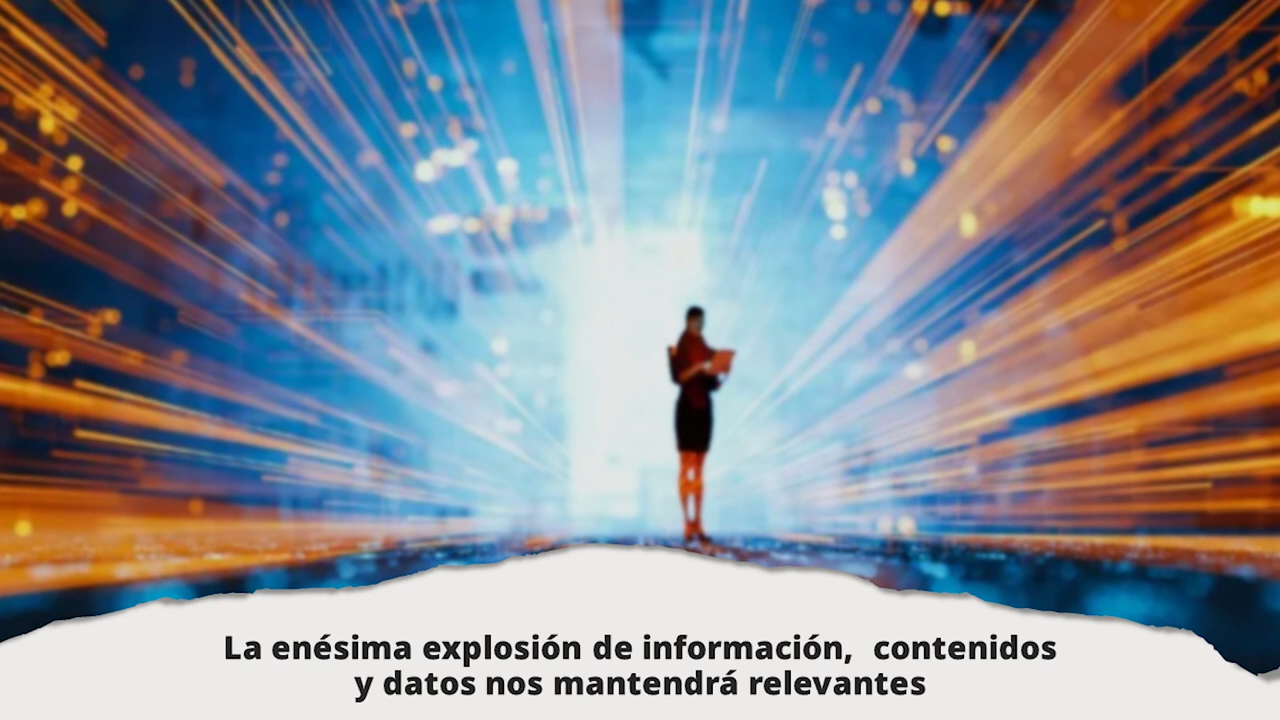 La enésima explosión de información,  contenidos
y datos nos mantendrá relevantes